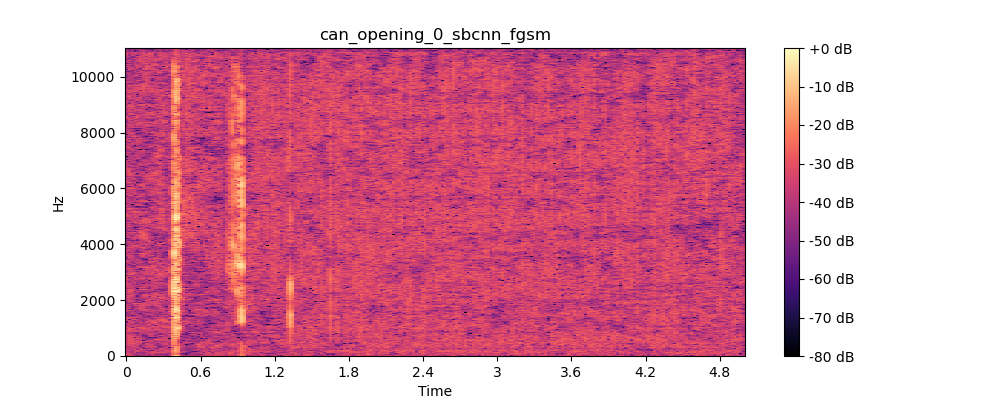 can_opening_0_sbcnn_fgsm
Hz
10000
8000
6000
4000
2000
0
0 0.6 1.2 1.8 2.4 3 3.6 4.2 4.8
Time
+0 dB
-10 dB
-20 dB
-30 dB
-40 dB
-50 dB
-60 dB
-70 dB
-80 dB